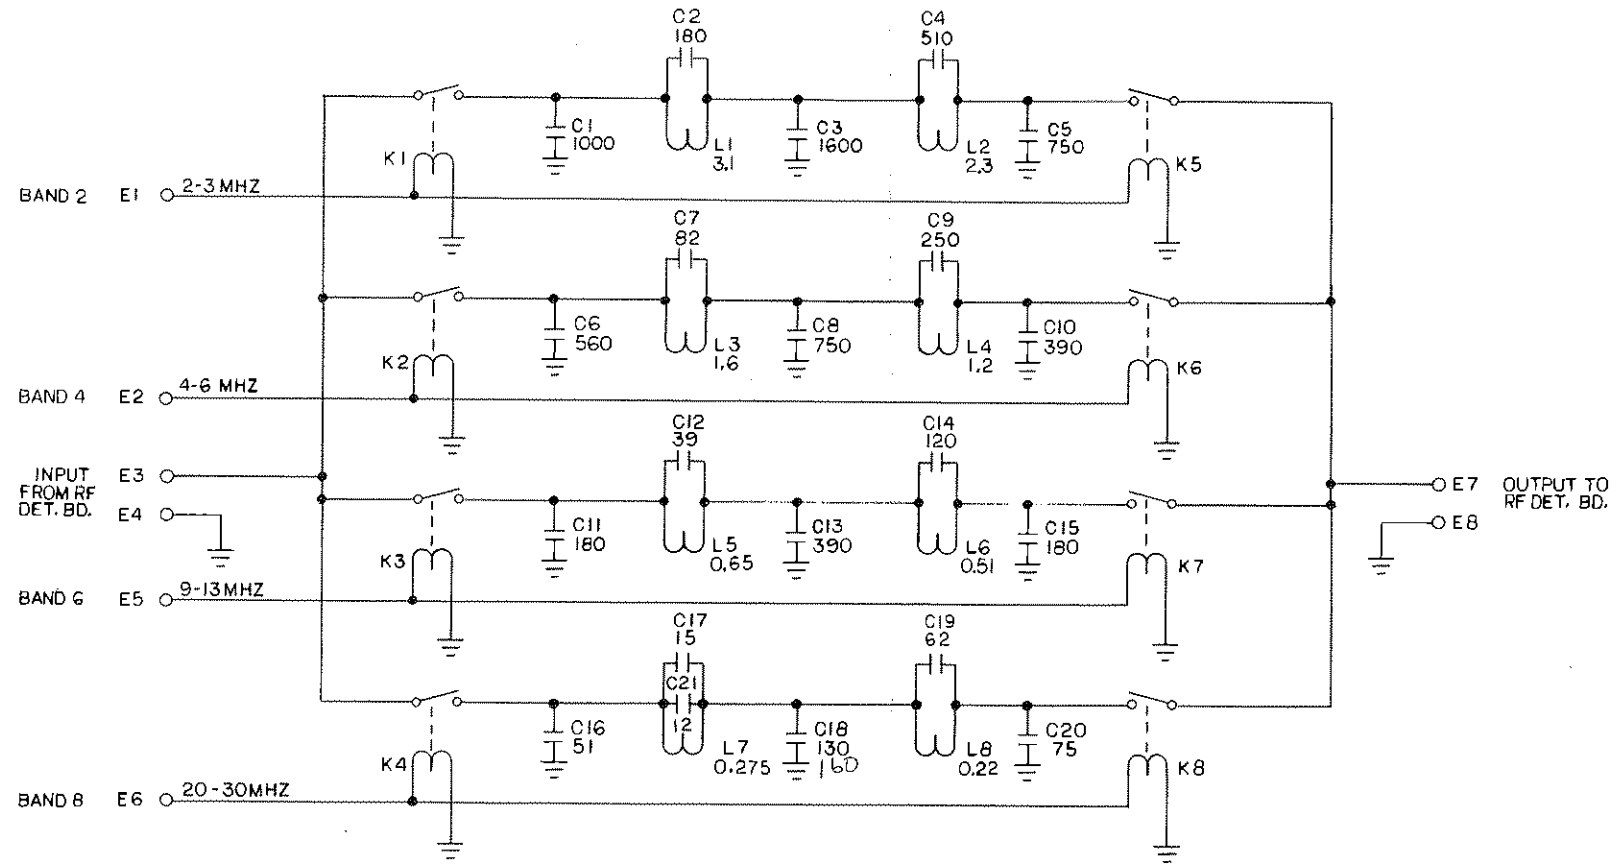 C2
180
C4
510
C1
1000
L1
3.1
C3
1600
L2
2.3
C5
750
K1
K5
BAND 2 E1 2-3 MHZ
C7
82
C9
250
C6
560
L3
1.6
C8
750
L4
1.2
C10
390
K2
K6
BAND 4 E2 4-6 MHZ
C12
39
C14
120
INPUT
FROM RF
DET. BD.
E3
E4
E7
E8
OUTPUT TO
RF DET. BD.
C11
180
L5
0.65
C13
390
L6
0.51
C15
180
K3
K7
BAND 6 E5 9-13 MHZ
C17
15
C21
12
C19
62
C16
51
L7
0.275
C18
130
160
L8
0.22
C20
75
K4
K8
BAND 8 E6 20-30MHZ